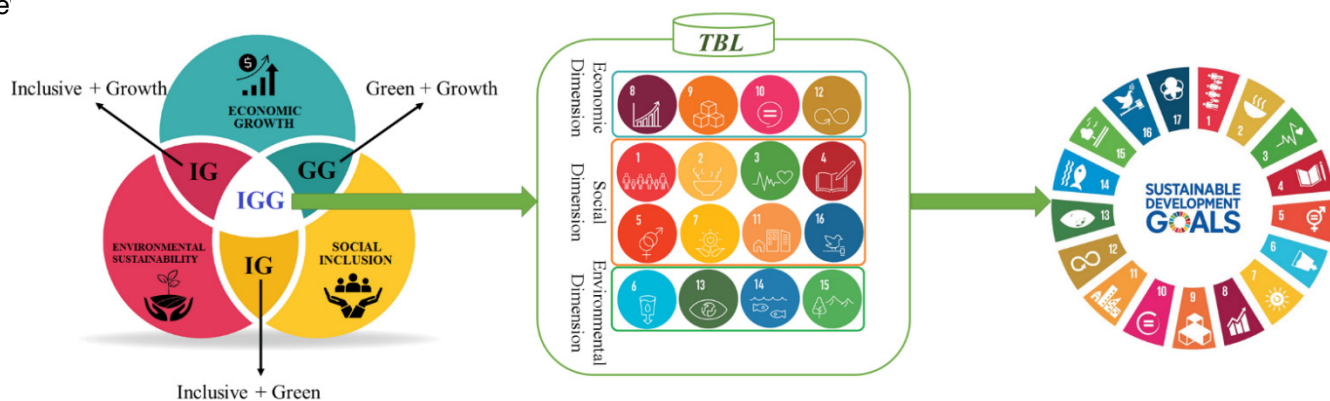 e
TBL
ECONOMIC
GROWTH
Inclusive + Growth
Green + Growth
IG
GG
IGG
ENVIRONMENTAL
SUSTAINABILITY
IG
SOCIAL
INCLUSION
Inclusive + Green
Economic
Dimension
8
9
10
12
Social
Dimension
1
2
3
4
5
7
11
16
Environmental
Dimension
6
13
14
15
SUSTAINABLE
DEVELOPMENT
GOALS
1
2
3
4
5
6
7
8
9
10
11
12
13
14
15
16
17